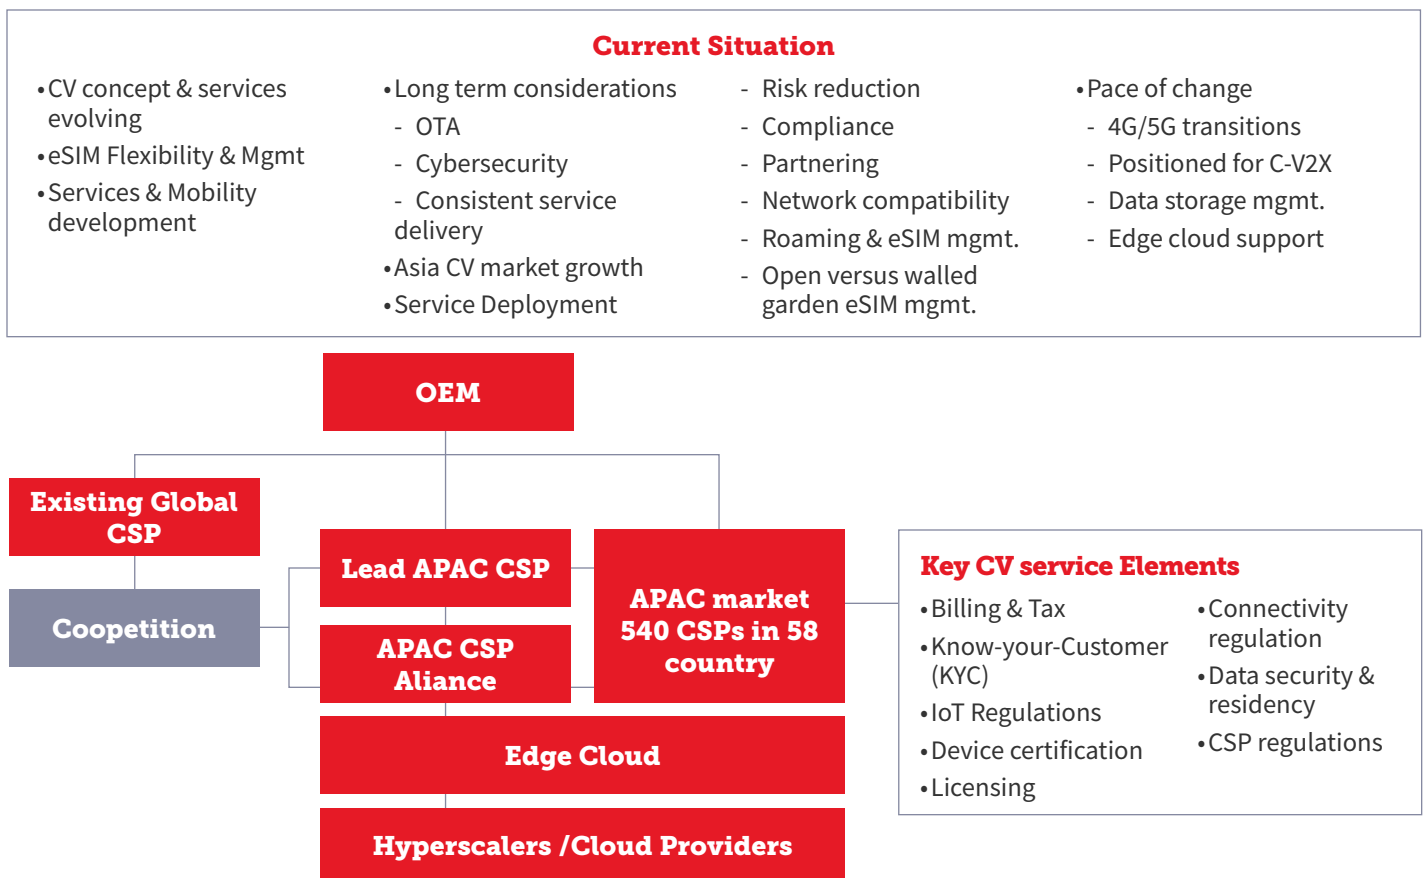 Current Situation
•CV concept & services
evolving
•eSIM Flexibility & Mgmt
•Services & Mobility
development
•Long term considerations
- OTA
- Cybersecurity
- Consistent service
delivery
•Asia CV market growth
•Service Deployment
- Risk reduction
- Compliance
- Partnering
- Network compatibility
- Roaming & eSIM mgmt.
- Open versus walled
garden eSIM mgmt.
•Pace of change
- 4G/5G transitions
- Positioned for C-V2X
- Data storage mgmt.
- Edge cloud support
OEM
Existing Global
CSP
Coopetition
Lead APAC CSP
APAC CSP
Aliance
APAC market
540 CSPs in 58
country
Edge Cloud
Hyperscalers /Cloud Providers
Key CV service Elements
•Billing & Tax
•Know-your-Customer
(KYC)
•IoT Regulations
•Device certification
•Licensing
•Connectivity
regulation
•Data security &
residency
•CSP regulations